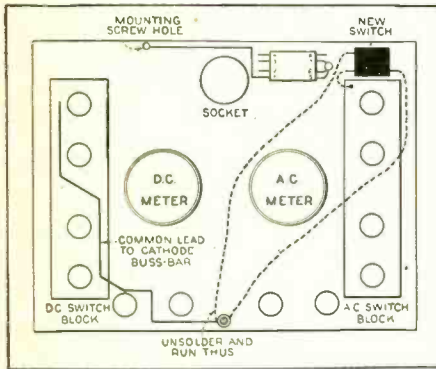 MOUNTING
SCREW HOLE
NEW
SWITCH
SOCKET
D.C.
METER
A.C.
METER
COMMON LEAD
TO CATHODE
BUSS-BAR
DC SWITCH
BLOCK
A C SWITCH
BLOCK
UNSOLDER AND
RUN THUS